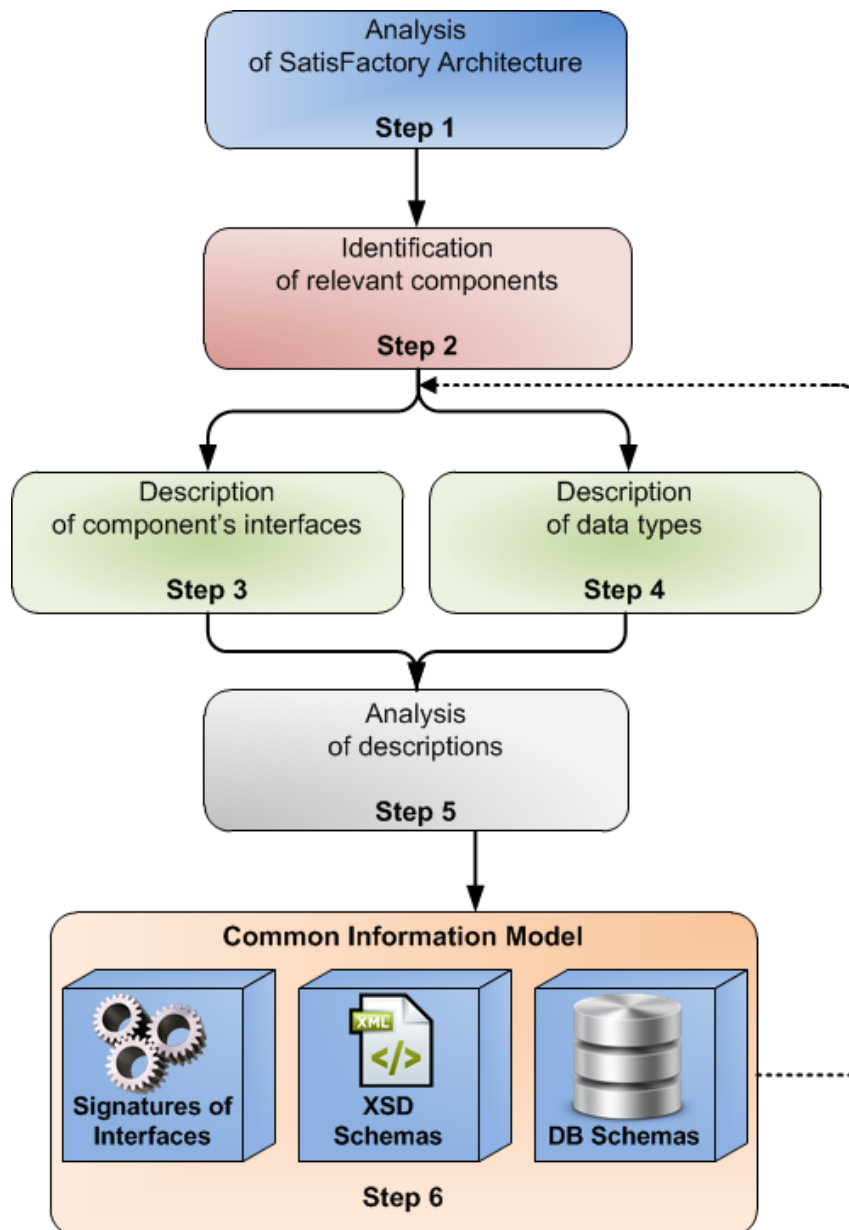 Analysis
of SatisFactory Architecture
Step 1
Identification
of relevant components
Step 2
Description
of component's interfaces
Step 3
Description
of data types
Step 4
Analysis
of descriptions
Step 5
Common Information Model
Signatures of
Interfaces
XML
</>
XSD
Schemas
DB Schemas
Step 6